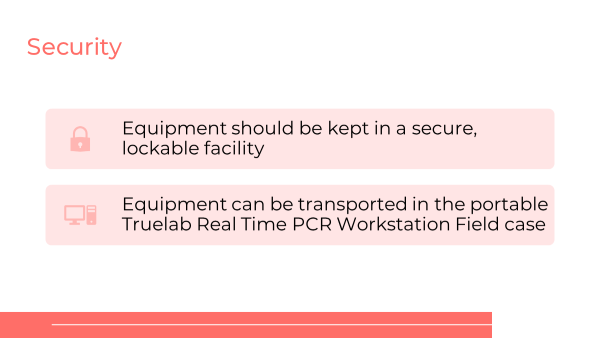 Security
Equipment should be kept in a secure,
lockable facility
Equipment can be transported in the portable
Truelab Real Time PCR Workstation Field case